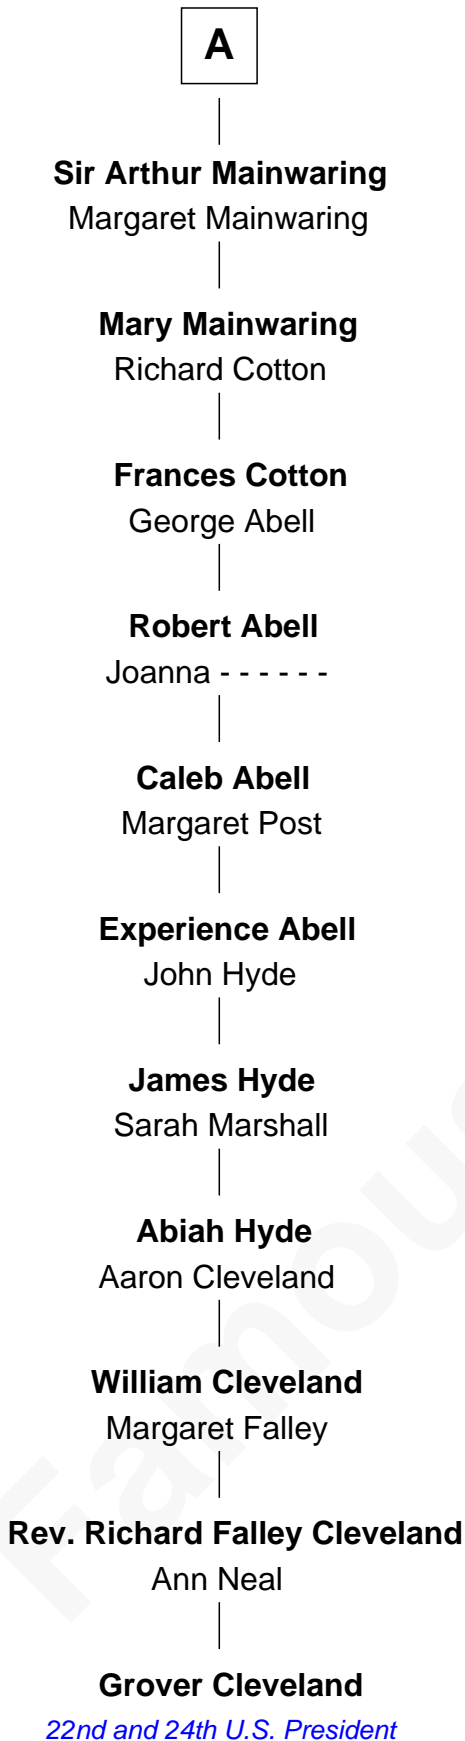 A
Sir Arthur Mainwaring
Margaret Mainwaring
Mary Mainwaring
Richard Cotton
Frances Cotton
George Abell
Robert Abell
Joanna - - - - - -
Caleb Abell
Margaret Post
Experience Abell
John Hyde
James Hyde
Sarah Marshall
Abiah Hyde
Aaron Cleveland
William Cleveland
Margaret Falley
Rev. Richard Falley Cleveland
Ann Neal
Grover Cleveland
22nd and 24th U.S. President